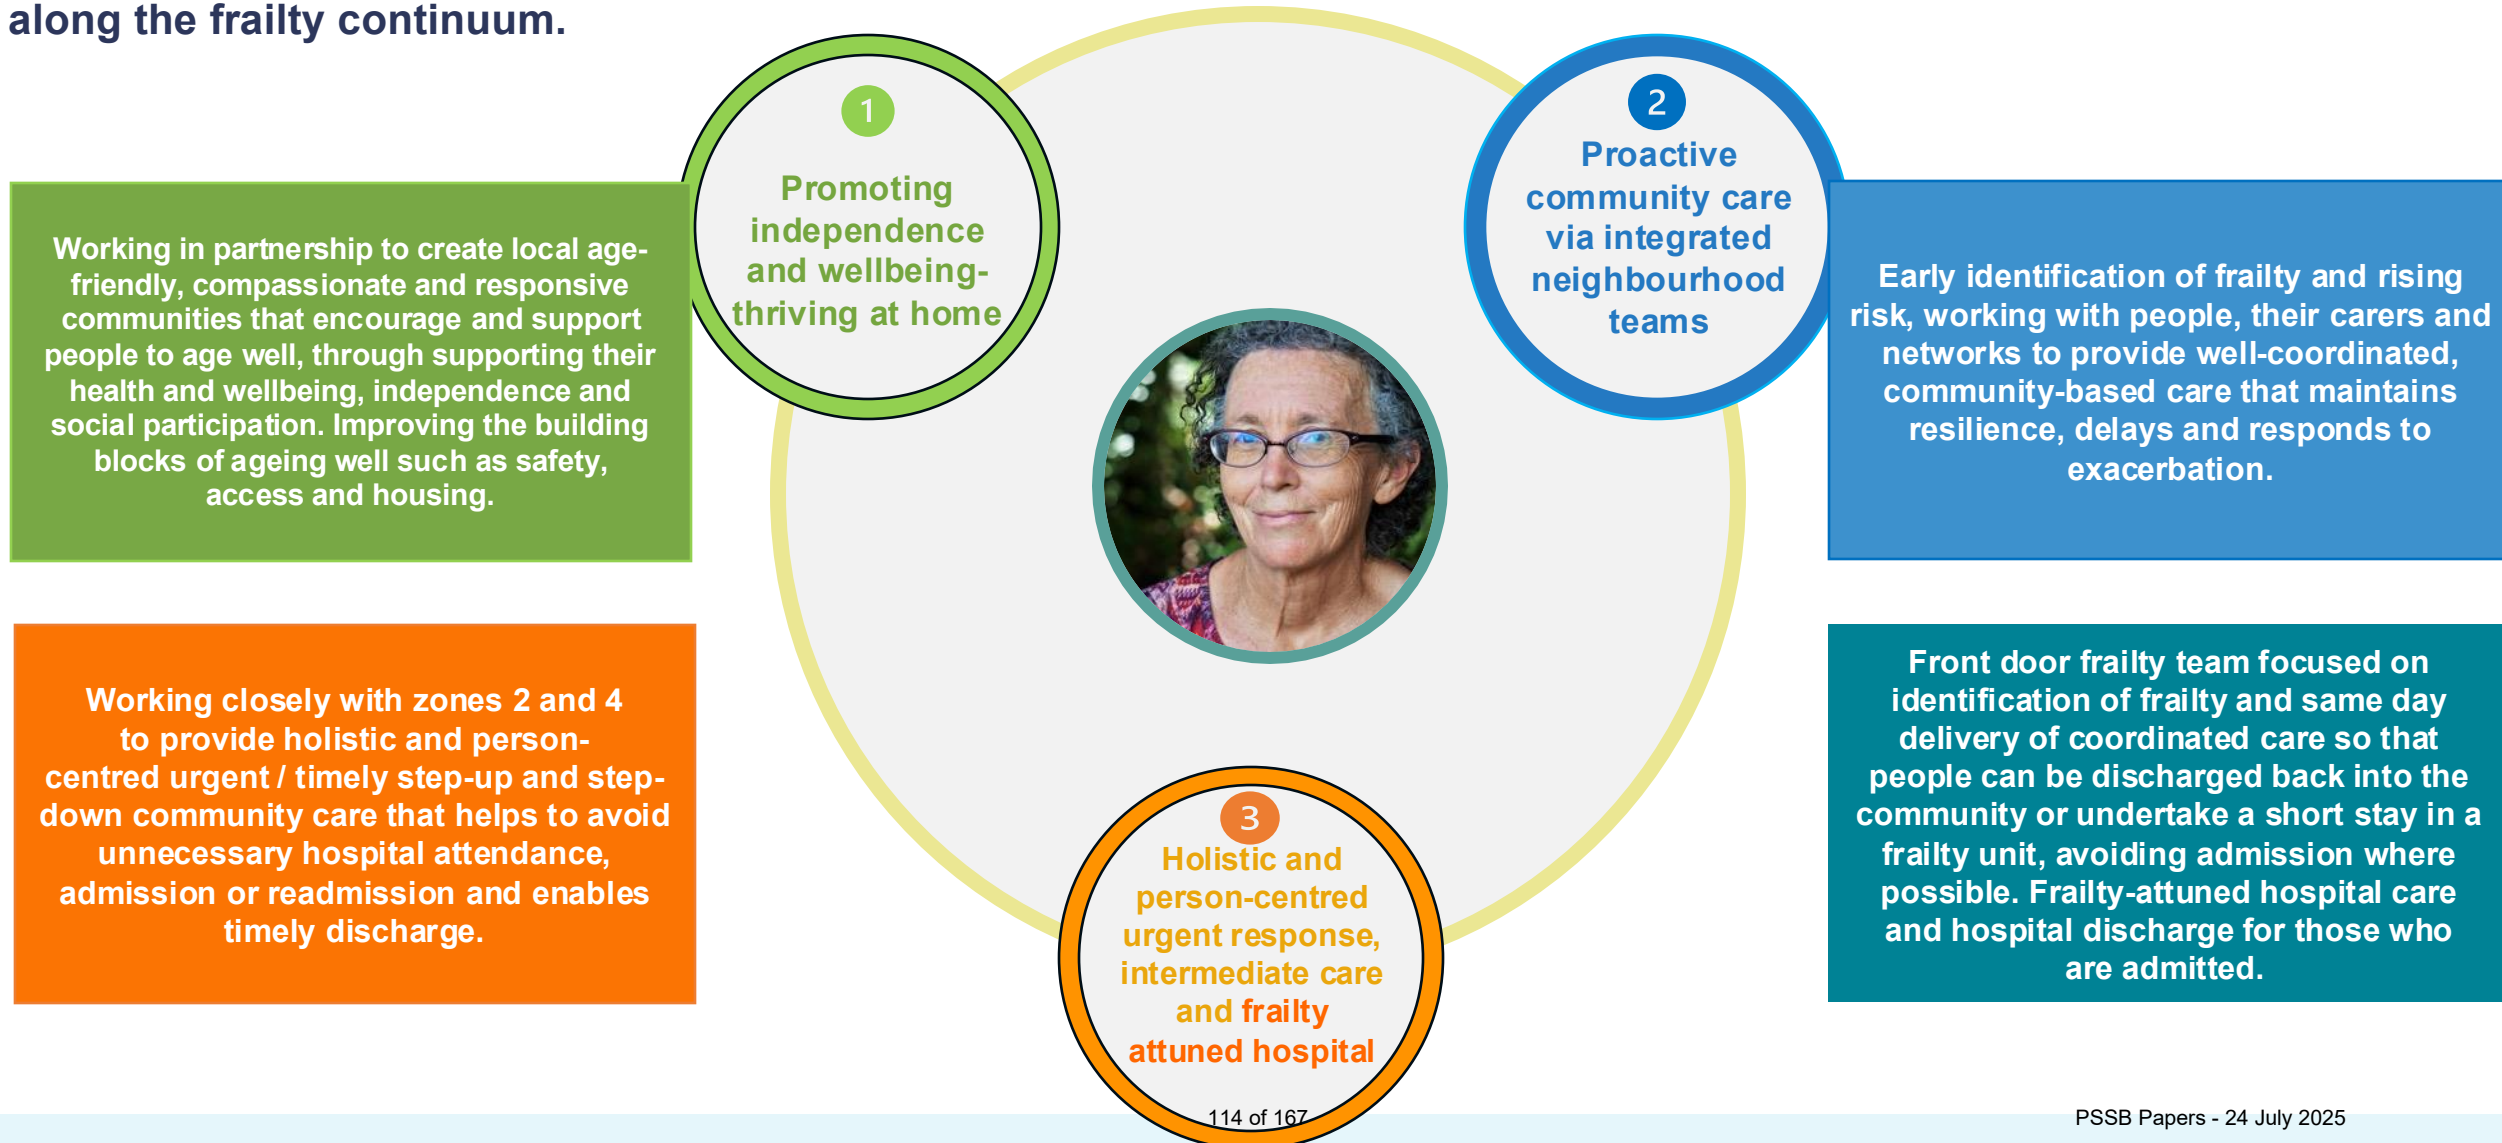 along the frailty continuum.
1
Promoting
independence
and wellbeing-
thriving at home
2
Proactive
community care
via integrated
neighbourhood
teams
Working in partnership to create local age-
friendly, compassionate and responsive
communities that encourage and support
people to age well, through supporting their
health and wellbeing, independence and
social participation. Improving the building
blocks of ageing well such as safety,
access and housing.
Early identification of frailty and rising
risk, working with people, their carers and
networks to provide well-coordinated,
community-based care that maintains
resilience, delays and responds to
exacerbation.
Working closely with zones 2 and 4
to provide holistic and person-
centred urgent / timely step-up and step-
down community care that helps to avoid
unnecessary hospital attendance,
admission or readmission and enables
timely discharge.
3
Holistic and
person-centred
urgent response,
intermediate care
and frailty
attuned hospital
Front door frailty team focused on
identification of frailty and same day
delivery of coordinated care so that
people can be discharged back into the
community or undertake a short stay in a
frailty unit, avoiding admission where
possible. Frailty-attuned hospital care
and hospital discharge for those who
are admitted.
114 of 167
PSSB Papers - 24 July 2025